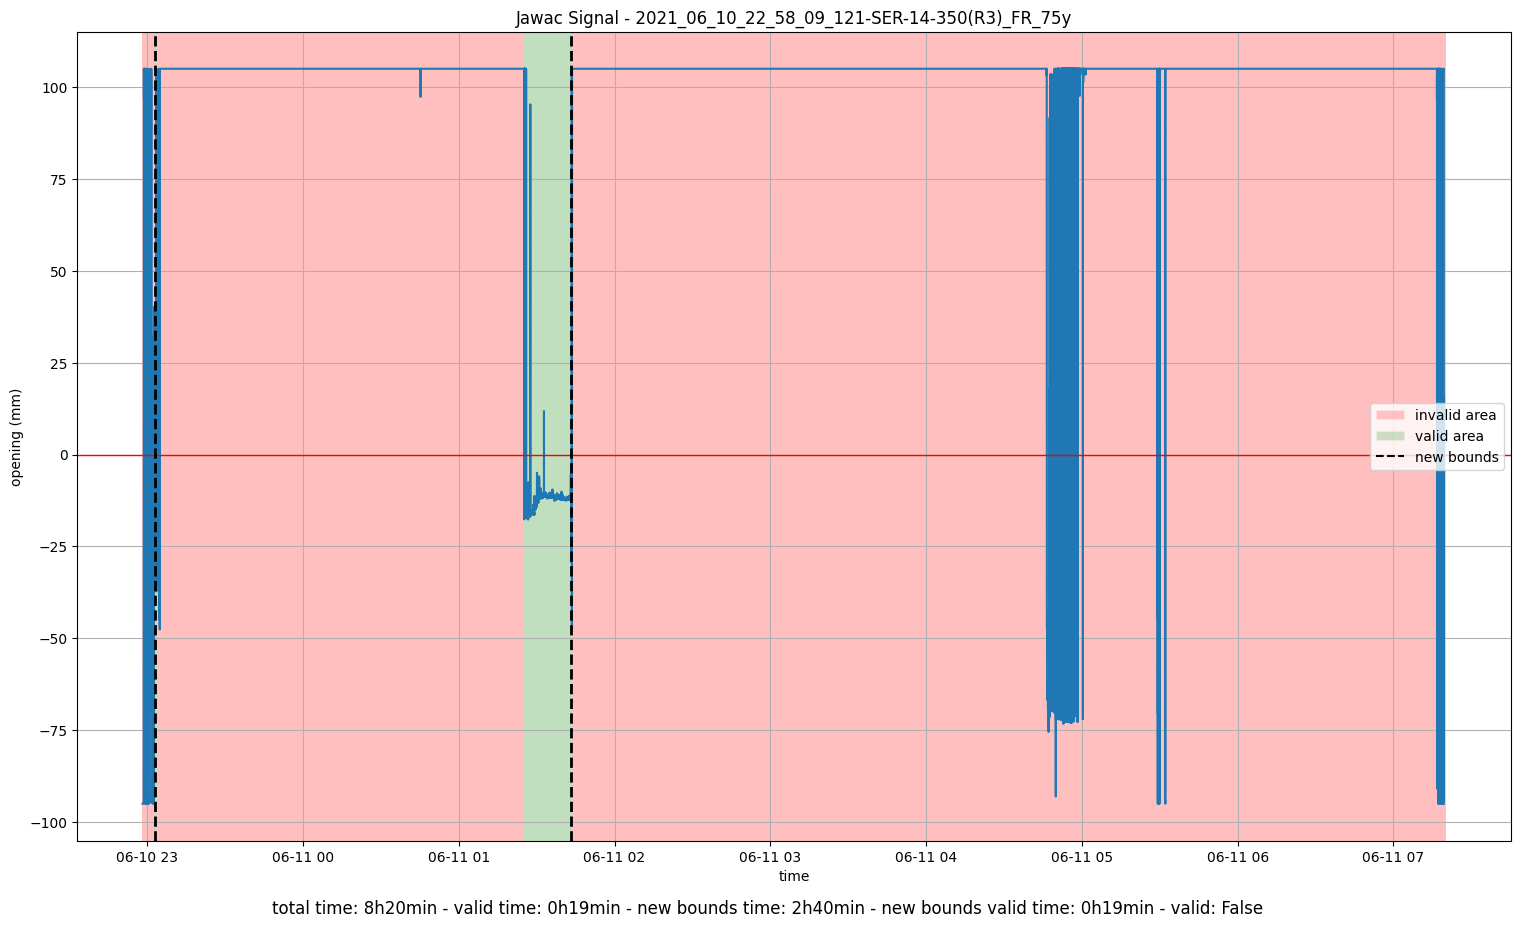 Jawac Signal - 2021_06_10_22_58_09_121-SER-14-350(R3)_FR_75y
opening (mm)
100
75
50
25
0
−25
−50
−75
−100
invalid area
valid area
new bounds
06-10 23 06-11 00 06-11 01 06-11 02 06-11 03 06-11 04 06-11 05 06-11 06 06-11 07
time
total time: 8h20min - valid time: 0h19min - new bounds time: 2h40min - new bounds valid time: 0h19min - valid: False